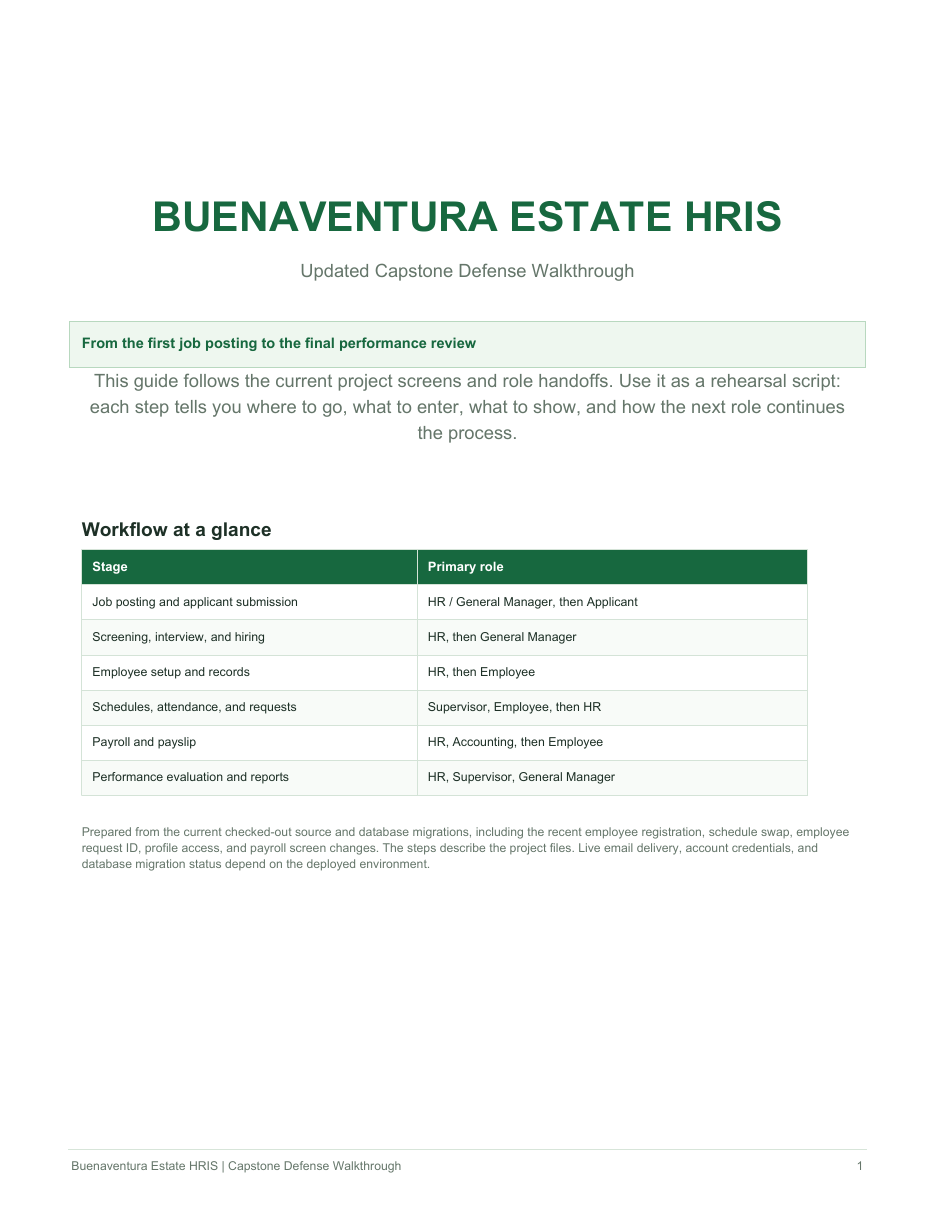 BUENAVENTURA ESTATE HRIS
Updated Capstone Defense Walkthrough
From the first job posting to the final performance review
This guide follows the current project screens and role handoffs. Use it as a rehearsal script:
each step tells you where to go, what to enter, what to show, and how the next role continues
the process.
Workflow at a glance
Stage Primary role
Job posting and applicant submission HR / General Manager, then Applicant
Screening, interview, and hiring HR, then General Manager
Employee setup and records HR, then Employee
Schedules, attendance, and requests Supervisor, Employee, then HR
Payroll and payslip HR, Accounting, then Employee
Performance evaluation and reports HR, Supervisor, General Manager
Prepared from the current checked-out source and database migrations, including the recent employee registration, schedule swap, employee
request ID, profile access, and payroll screen changes. The steps describe the project files. Live email delivery, account credentials, and
database migration status depend on the deployed environment.
Buenaventura Estate HRIS | Capstone Defense Walkthrough 1